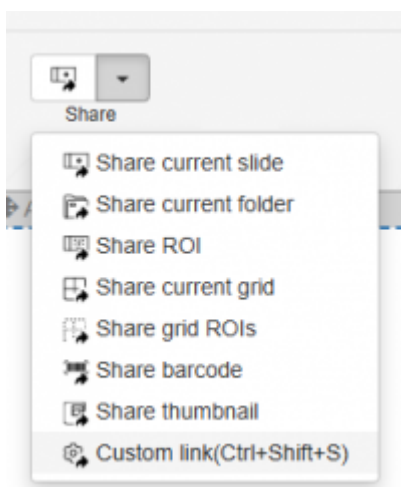 Share
Share current slide
Share current folder
Share ROI
Share current grid
Share grid ROIs
Share barcode
Share thumbnail
Custom link(Ctrl+Shift+S)